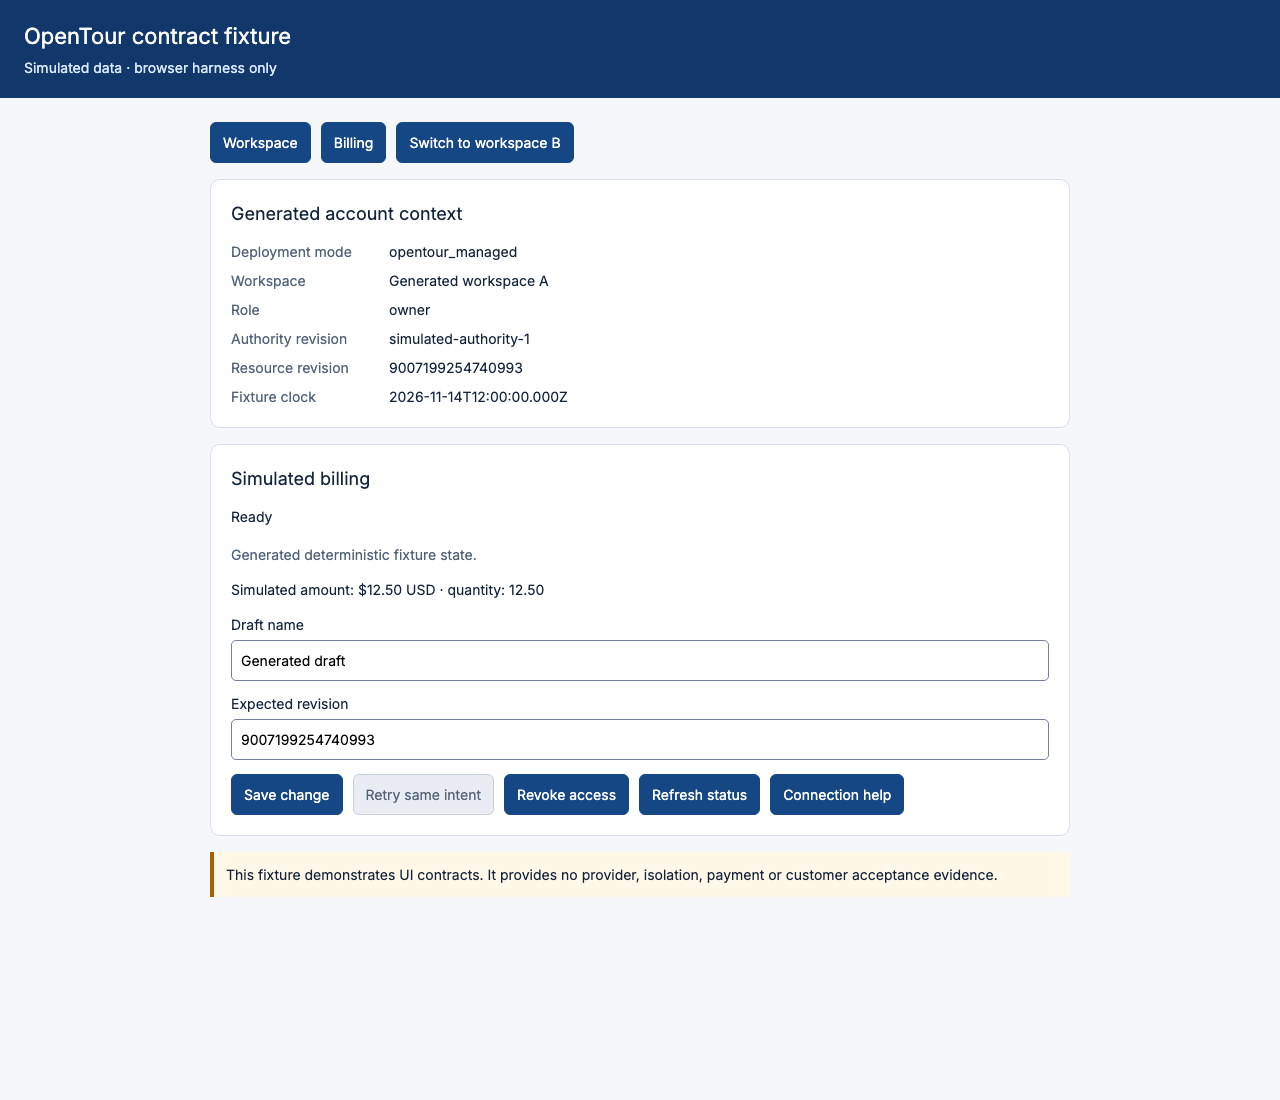 OpenTour contract fixture
Simulated data · browser harness only
Workspace Billing Switch to workspace B
Generated account context
Deployment mode opentour_managed
Workspace Generated workspace A
Role owner
Authority revision simulated-authority-1
Resource revision 9007199254740993
Fixture clock 2026-11-14T12:00:00.000Z
Simulated billing
Ready
Generated deterministic fixture state.
Simulated amount: $12.50 USD · quantity: 12.50
Draft name
Generated draft
Expected revision
9007199254740993
Save change Retry same intent Revoke access Refresh status Connection help
This fixture demonstrates UI contracts. It provides no provider, isolation, payment or customer acceptance evidence.